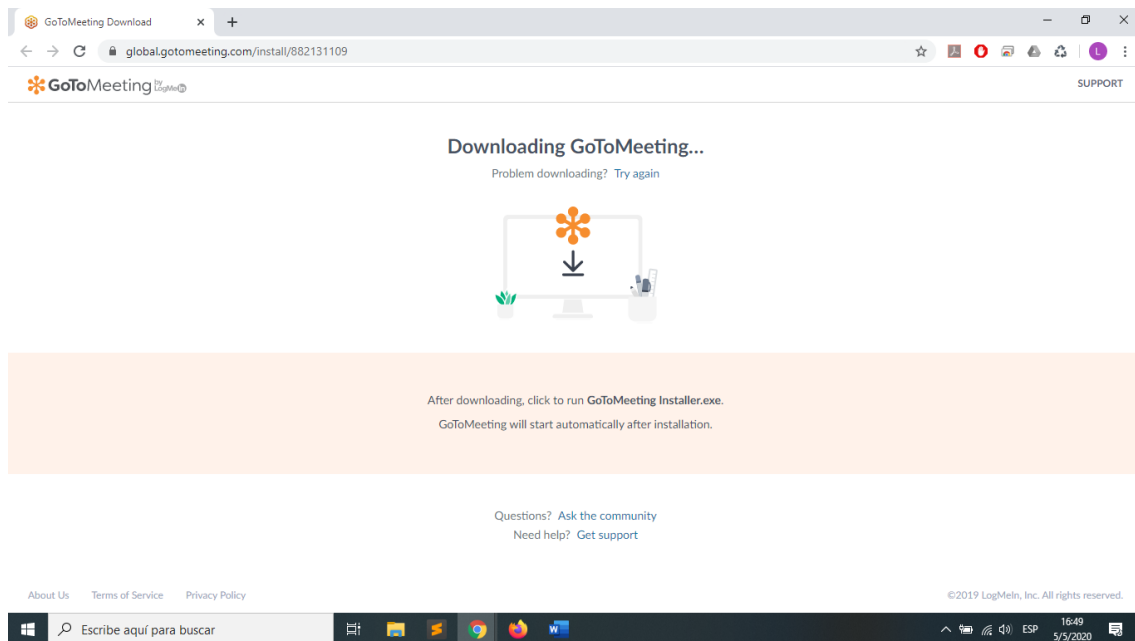 GoToMeeting Download
global.gotomeeting.com/install/882131109
L
GoToMeeting by LogMeIn
SUPPORT
Downloading GoToMeeting...
Problem downloading? Try again
After downloading, click to run GoToMeeting Installer.exe.
GoToMeeting will start automatically after installation.
Questions? Ask the community
Need help? Get support
About Us Terms of Service Privacy Policy
©2019 LogMeIn, Inc. All rights reserved.
Escribe aquí para buscar
ESP
16:49
5/5/2020